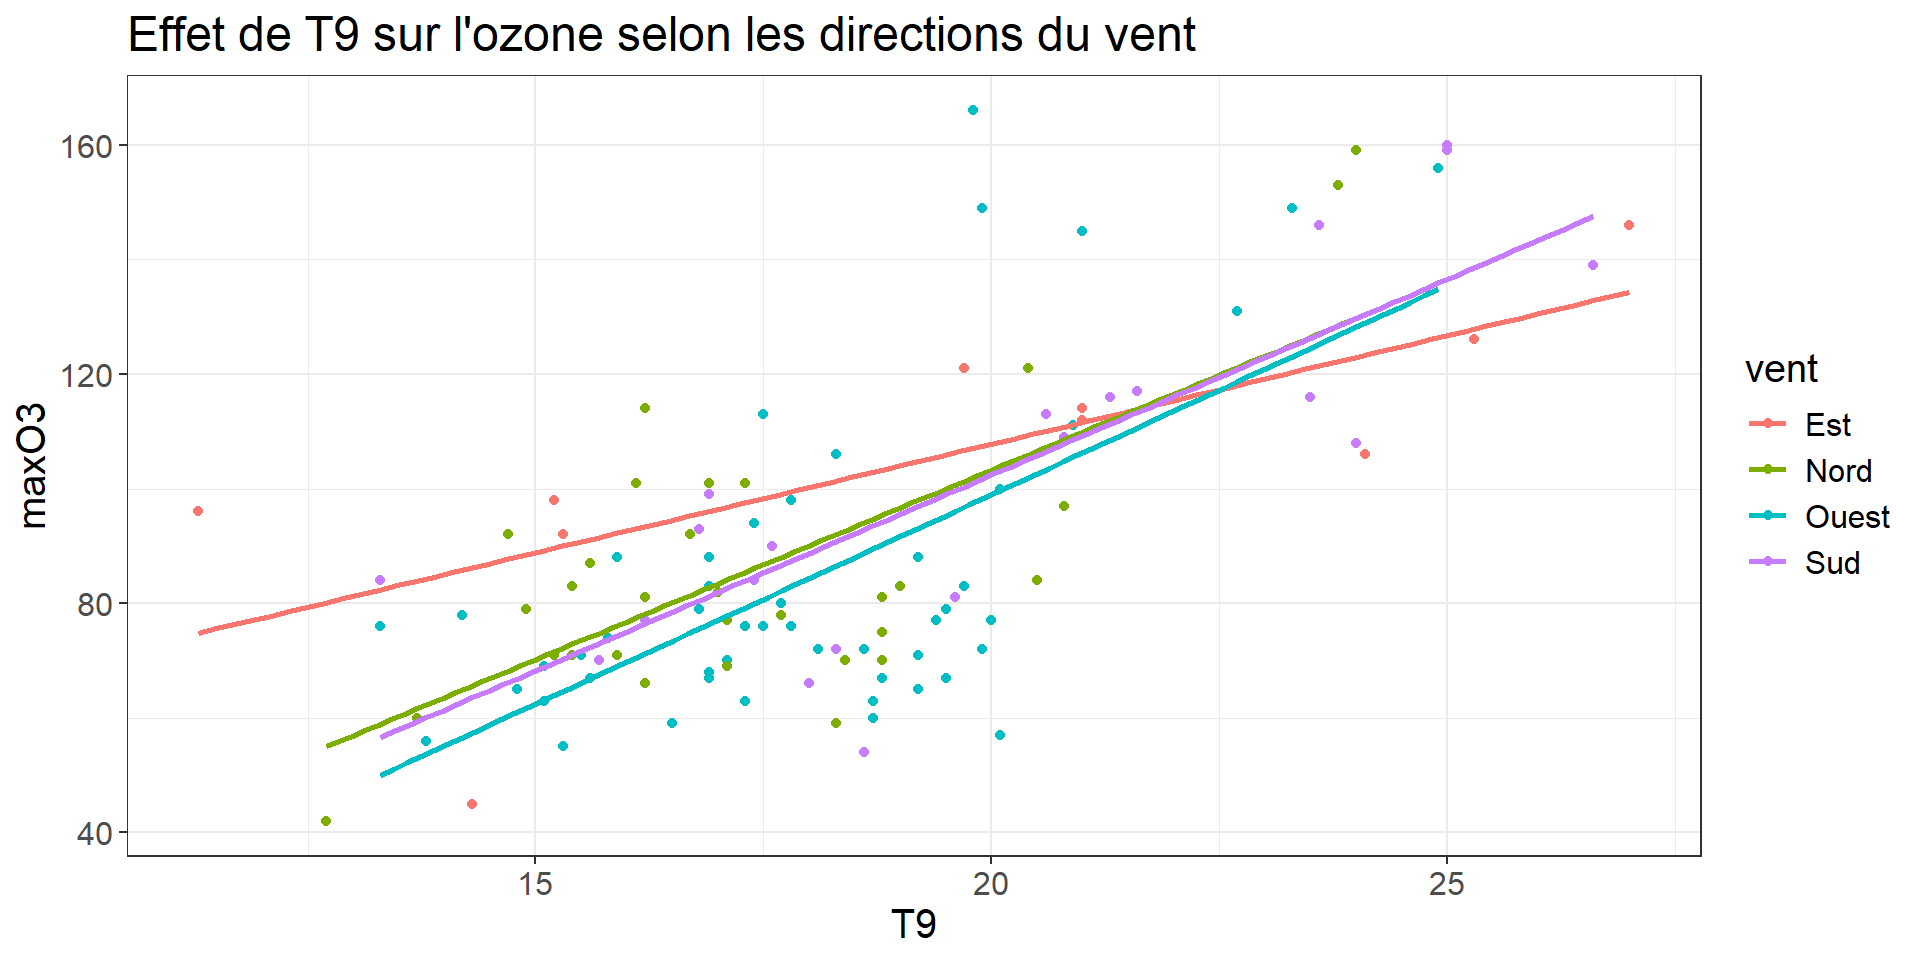 Effet de T9 sur l'ozone selon les directions du vent
160
120
80
40
maxO3
15
20
25
T9
vent
Est
Nord
Ouest
Sud